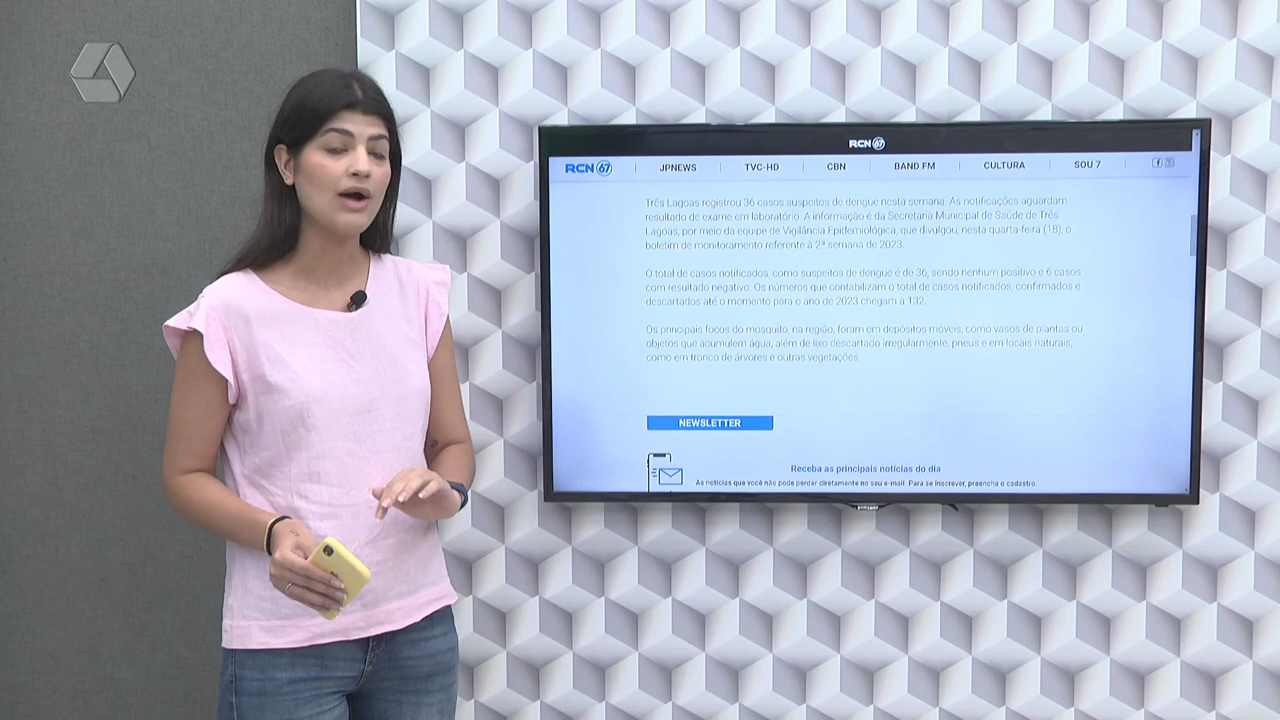 RCN 67
RCN 67 JPNEWS TVC-HD CBN BAND FM CULTURA SOU 7
Três Lagoas registrou 36 casos suspeitos de dengue nesta semana. As notificações aguardam
resultado de exame em laboratório. A informação é da Secretaria Municipal de Saúde de Três
Lagoas, por meio da equipe de Vigilância Epidemiológica, que divulgou, nesta quarta-feira (18), o
boletim de monitoramento referente à 2ª semana de 2023.
O total de casos notificados, como suspeitos de dengue é de 36, sendo nenhum positivo e 6 casos
com resultado negativo. Os números que contabilizam o total de casos notificados, confirmados e
descartados até o momento para o ano de 2023 chegam a 132.
Os principais focos do mosquito, na região, foram em depósitos móveis, como vasos de plantas ou
objetos que acumulem água, além de lixo descartado irregularmente, pneus e em locais naturais,
como em tronco de árvores e outras vegetações.
NEWSLETTER
Receba as principais notícias do dia
As notícias que você não pode perder diretamente no seu e-mail. Para se inscrever, preencha o cadastro.